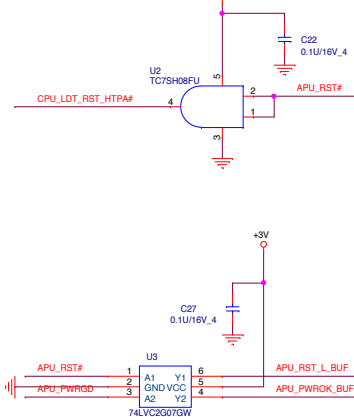 C22
0.1U/16V_4
U2
TC7SH08FU
5
CPU_LDT_RST_HTPA#
4
2
APU_RST#
1
3
+3V
C27
0.1U/16V_4
U3
APU_RST#
1
A1
Y1
6
APU_RST_L_BUF
2
GND
VCC
5
APU_PWRGD
3
A2
Y2
4
APU_PWROK_BUF
74LVC2G07GW